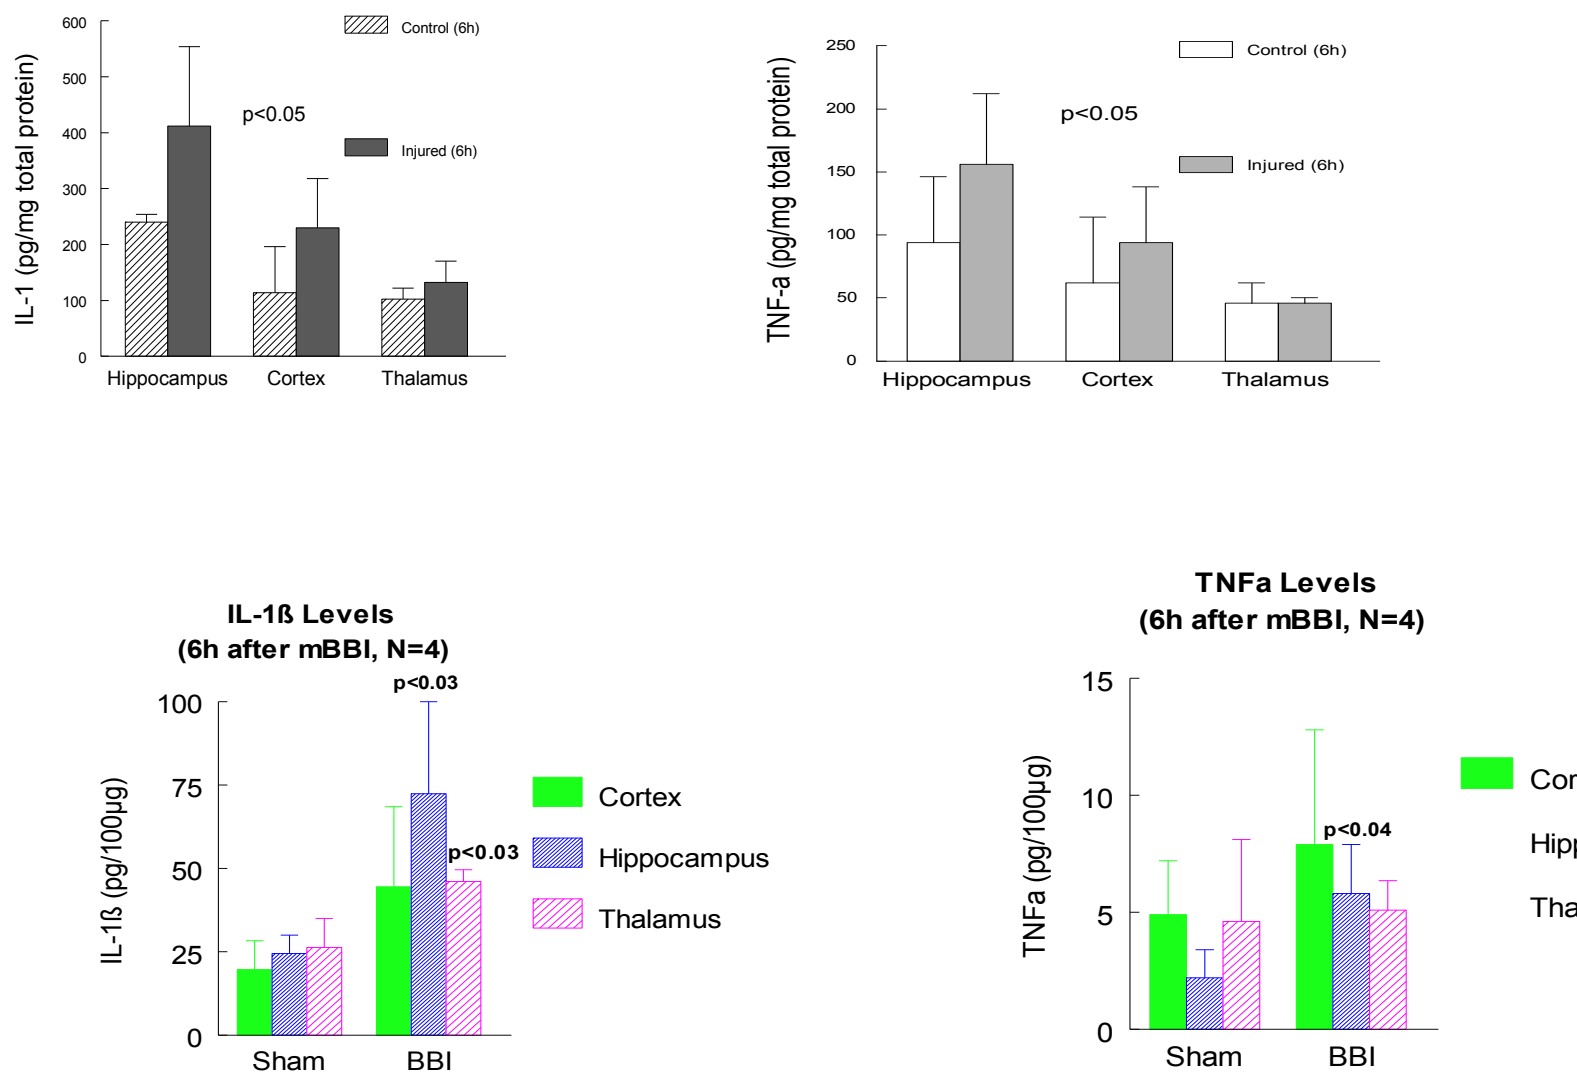 600
500
400
300
200
100
0
IL-1 (pg/mg total protein)
Control (6h)
p<0.05
Injured (6h)
Hippocampus Cortex Thalamus
250
200
150
100
50
0
TNF-a (pg/mg total protein)
Control (6h)
p<0.05
Injured (6h)
Hippocampus Cortex Thalamus
IL-1ß Levels
(6h after mBBI, N=4)
p<0.03
100
75
50
25
0
IL-1ß (pg/100µg)
p<0.03
Cortex
Hippocampus
Thalamus
Sham BBI
TNFa Levels
(6h after mBBI, N=4)
15
10
5
0
TNFa (pg/100µg)
p<0.04
Cor
Hip
Tha
Sham BBI